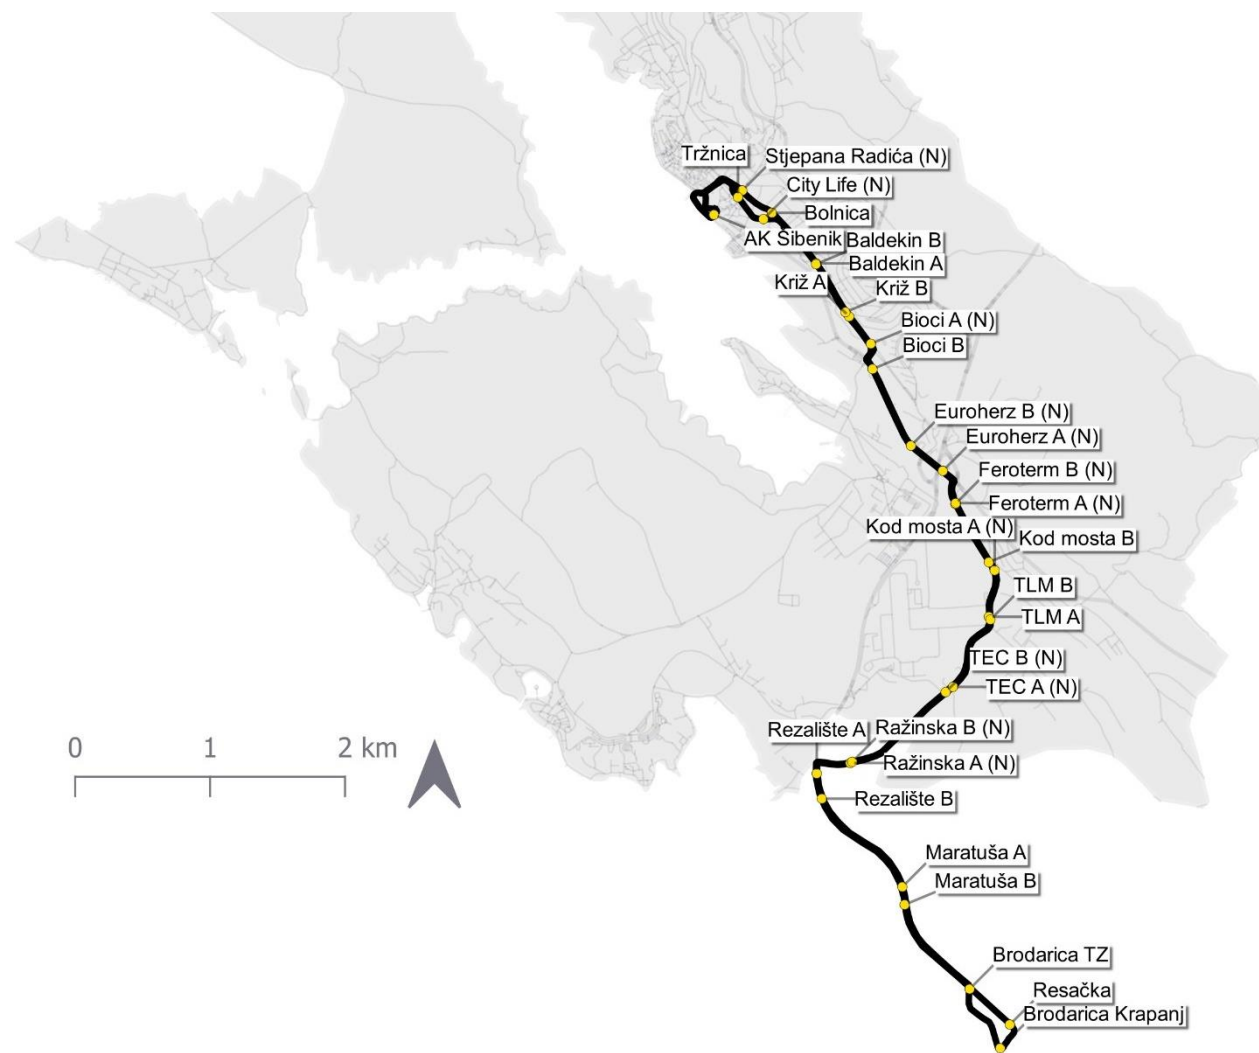 Tržnica
Stjepana Radića (N)
City Life (N)
Bolnica
AK Šibenik
Baldekin B
Baldekin A
Križ A
Križ B
Bioci A (N)
Bioci B
Euroherz B (N)
Euroherz A (N)
Feroterm B (N)
Feroterm A (N)
Kod mosta A (N)
Kod mosta B
TLM B
TLM A
TEC B (N)
TEC A (N)
Rezalište A
Ražinska B (N)
Ražinska A (N)
0 1 2 km
Rezalište B
Maratuša A
Maratuša B
Brodarica TZ
Resačka
Brodarica Krapanj